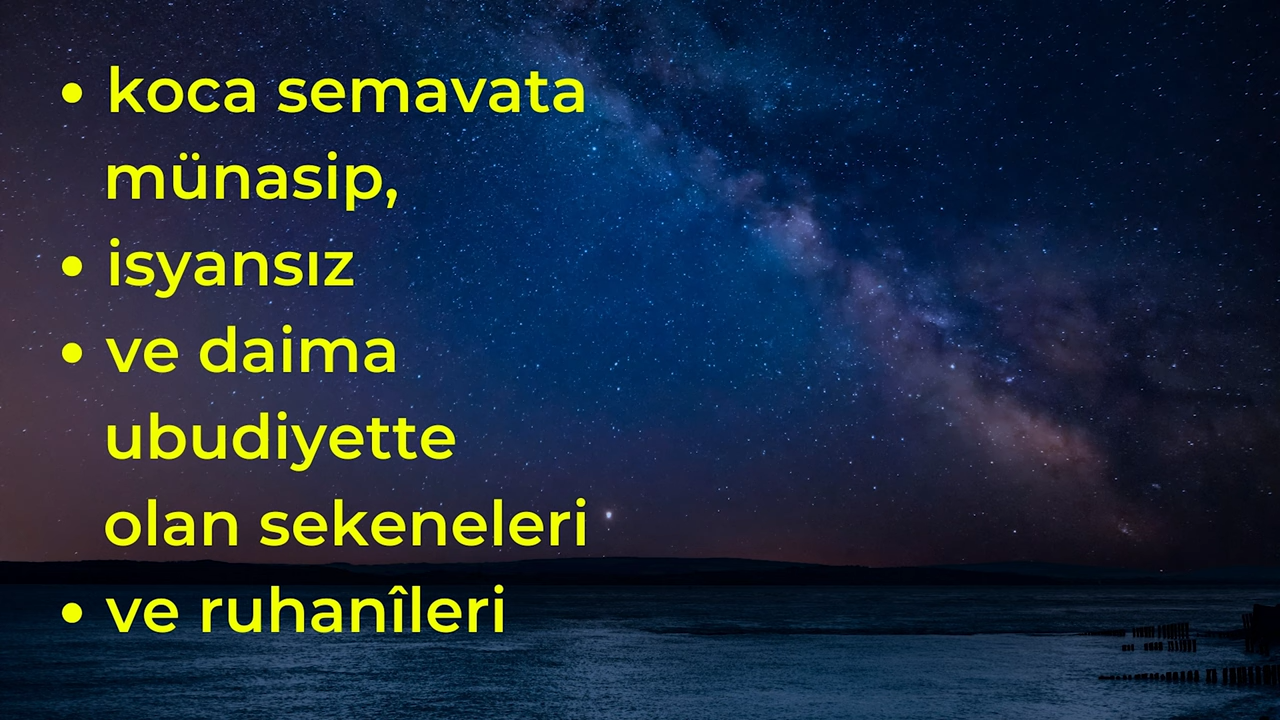 • koca semavata
münasip,
• isyansız
• ve daima
ubudiyette
olan sekeneleri
• ve ruhanîleri